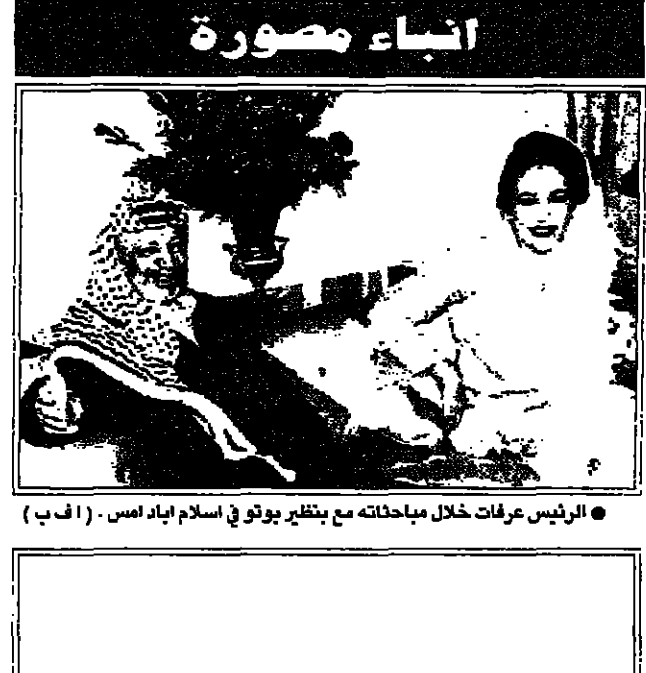 انباء مصورة
● الرئيس عرفات خلال مباحثاته مع بنظير بوتو في اسلام اباد امس . ( ا ف ب )